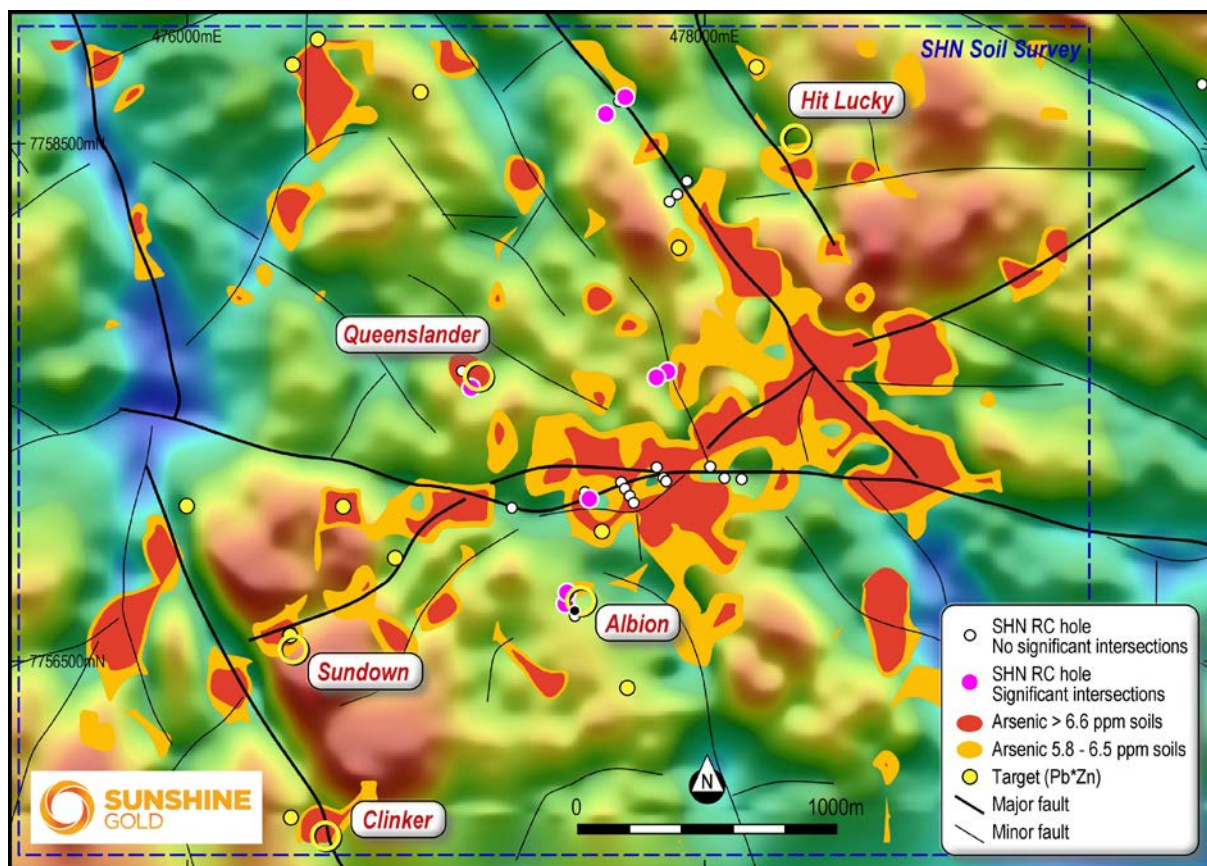 476000mE
478000mE
SHN Soil Survey
Hit Lucky
7758500mN
Queenslander
Albion
7756500mN
Sundown
SUNSHINE
GOLD
Clinker
N
0
1000m
SHN RC hole
No significant intersections
SHN RC hole
Significant intersections
Arsenic > 6.6 ppm soils
Arsenic 5.8 - 6.5 ppm soils
Target (Pb*Zn)
Major fault
Minor fault